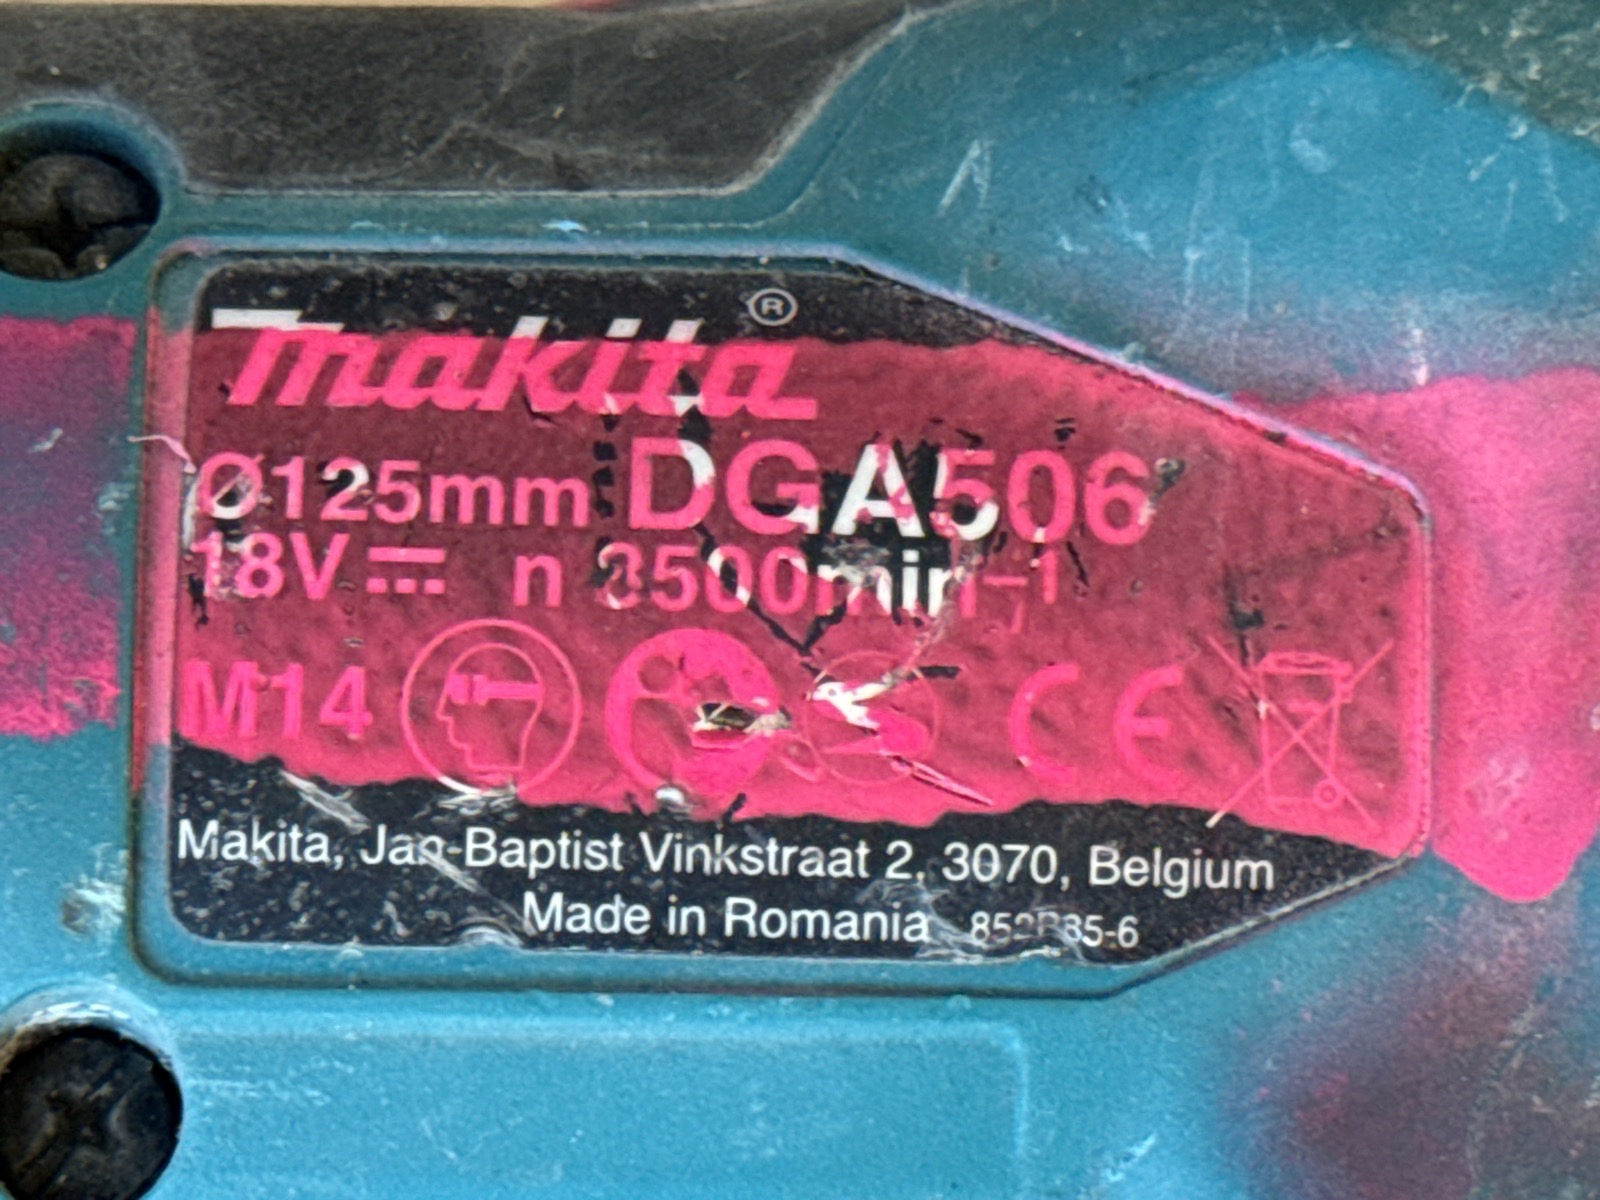 makita®
Ø125mm DGA506
18V⎓ n 8500min⁻¹
M14 CE
Makita, Jan-Baptist Vinkstraat 2, 3070, Belgium
Made in Romania